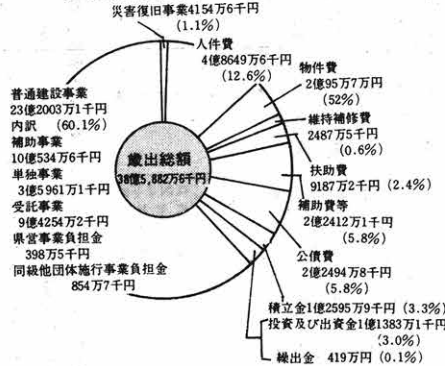 災害復旧事業4154万6千円
(1.1%)
人件費
4億8649万6千円
(12.6%)
物件費
2億95万7万円
(52%)
維持補修費
2487万5千円
(0.6%)
扶助費
9187万2千円 (2.4%)
補助費等
2億2412万1千円
(5.8%)
公債費
2億2494万8千円
(5.8%)
積立金1億2595万9千円 (3.3%)
投資及び出資金1億1383万1千円
(3.0%)
繰出金 419万円 (0.1%)
普通建設事業
23億2003万1千円
内訳 (60.1%)
補助事業
10億534万6千円
単独事業
3億5961万1千円
受託事業
9億4254万2千円
県営事業負担金
398万5千円
同級他団体施行事業負担金
854万7千円
歳出総額
38億5,882万6千円